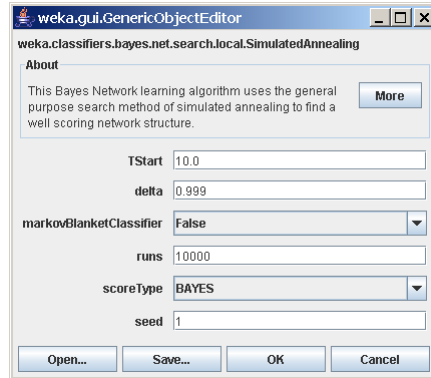 weka.gui.GenericObjectEditor
weka.classifiers.bayes.net.search.local.SimulatedAnnealing
About
This Bayes Network learning algorithm uses the general
purpose search method of simulated annealing to find a
well scoring network structure.
More
TStart 10.0
delta 0.999
markovBlanketClassifier False
runs 10000
scoreType BAYES
seed 1
Open... Save... OK Cancel